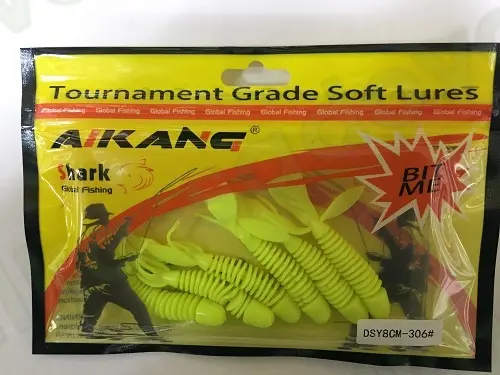 Tournament Grade Soft Lures
Global Fishing Global Fishing Global Fishing Global Fishing Global Fishing Global Fishing
AIKANG®
Shark
Global Fishing
BIT
ME
DSY8CM-306#